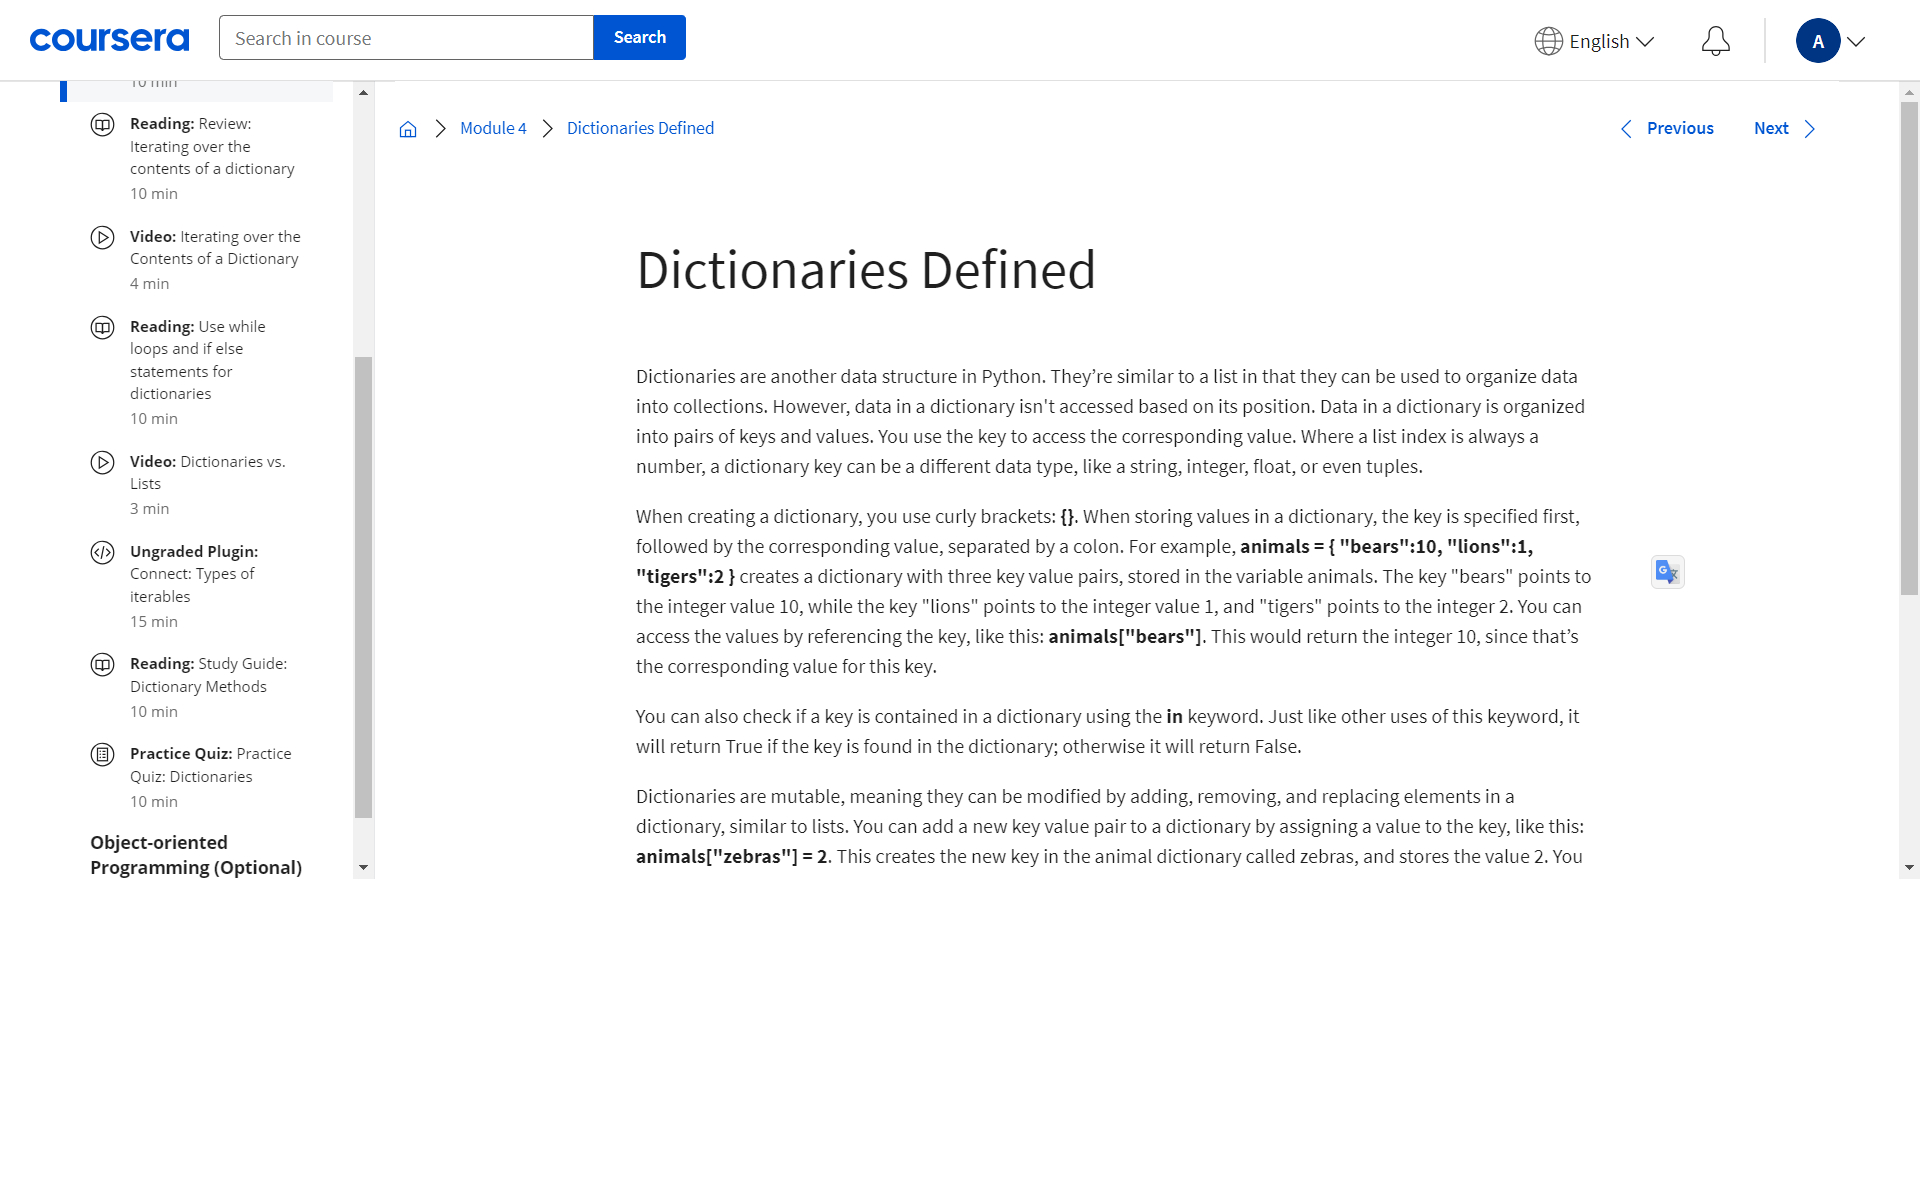 coursera
Search in course
Search
English
A
10 min
Reading: Review:
Iterating over the
contents of a dictionary
10 min
Video: Iterating over the
Contents of a Dictionary
4 min
Reading: Use while
loops and if else
statements for
dictionaries
10 min
Video: Dictionaries vs.
Lists
3 min
Ungraded Plugin:
Connect: Types of
iterables
15 min
Reading: Study Guide:
Dictionary Methods
10 min
Practice Quiz: Practice
Quiz: Dictionaries
10 min
Object-oriented
Programming (Optional)
Module 4
Dictionaries Defined
Previous
Next
Dictionaries Defined
Dictionaries are another data structure in Python. They’re similar to a list in that they can be used to organize data
into collections. However, data in a dictionary isn't accessed based on its position. Data in a dictionary is organized
into pairs of keys and values. You use the key to access the corresponding value. Where a list index is always a
number, a dictionary key can be a different data type, like a string, integer, float, or even tuples.
When creating a dictionary, you use curly brackets: {}. When storing values in a dictionary, the key is specified first,
followed by the corresponding value, separated by a colon. For example, animals = { "bears":10, "lions":1,
"tigers":2 } creates a dictionary with three key value pairs, stored in the variable animals. The key "bears" points to
the integer value 10, while the key "lions" points to the integer value 1, and "tigers" points to the integer 2. You can
access the values by referencing the key, like this: animals["bears"]. This would return the integer 10, since that’s
the corresponding value for this key.
You can also check if a key is contained in a dictionary using the in keyword. Just like other uses of this keyword, it
will return True if the key is found in the dictionary; otherwise it will return False.
Dictionaries are mutable, meaning they can be modified by adding, removing, and replacing elements in a
dictionary, similar to lists. You can add a new key value pair to a dictionary by assigning a value to the key, like this:
animals["zebras"] = 2. This creates the new key in the animal dictionary called zebras, and stores the value 2. You